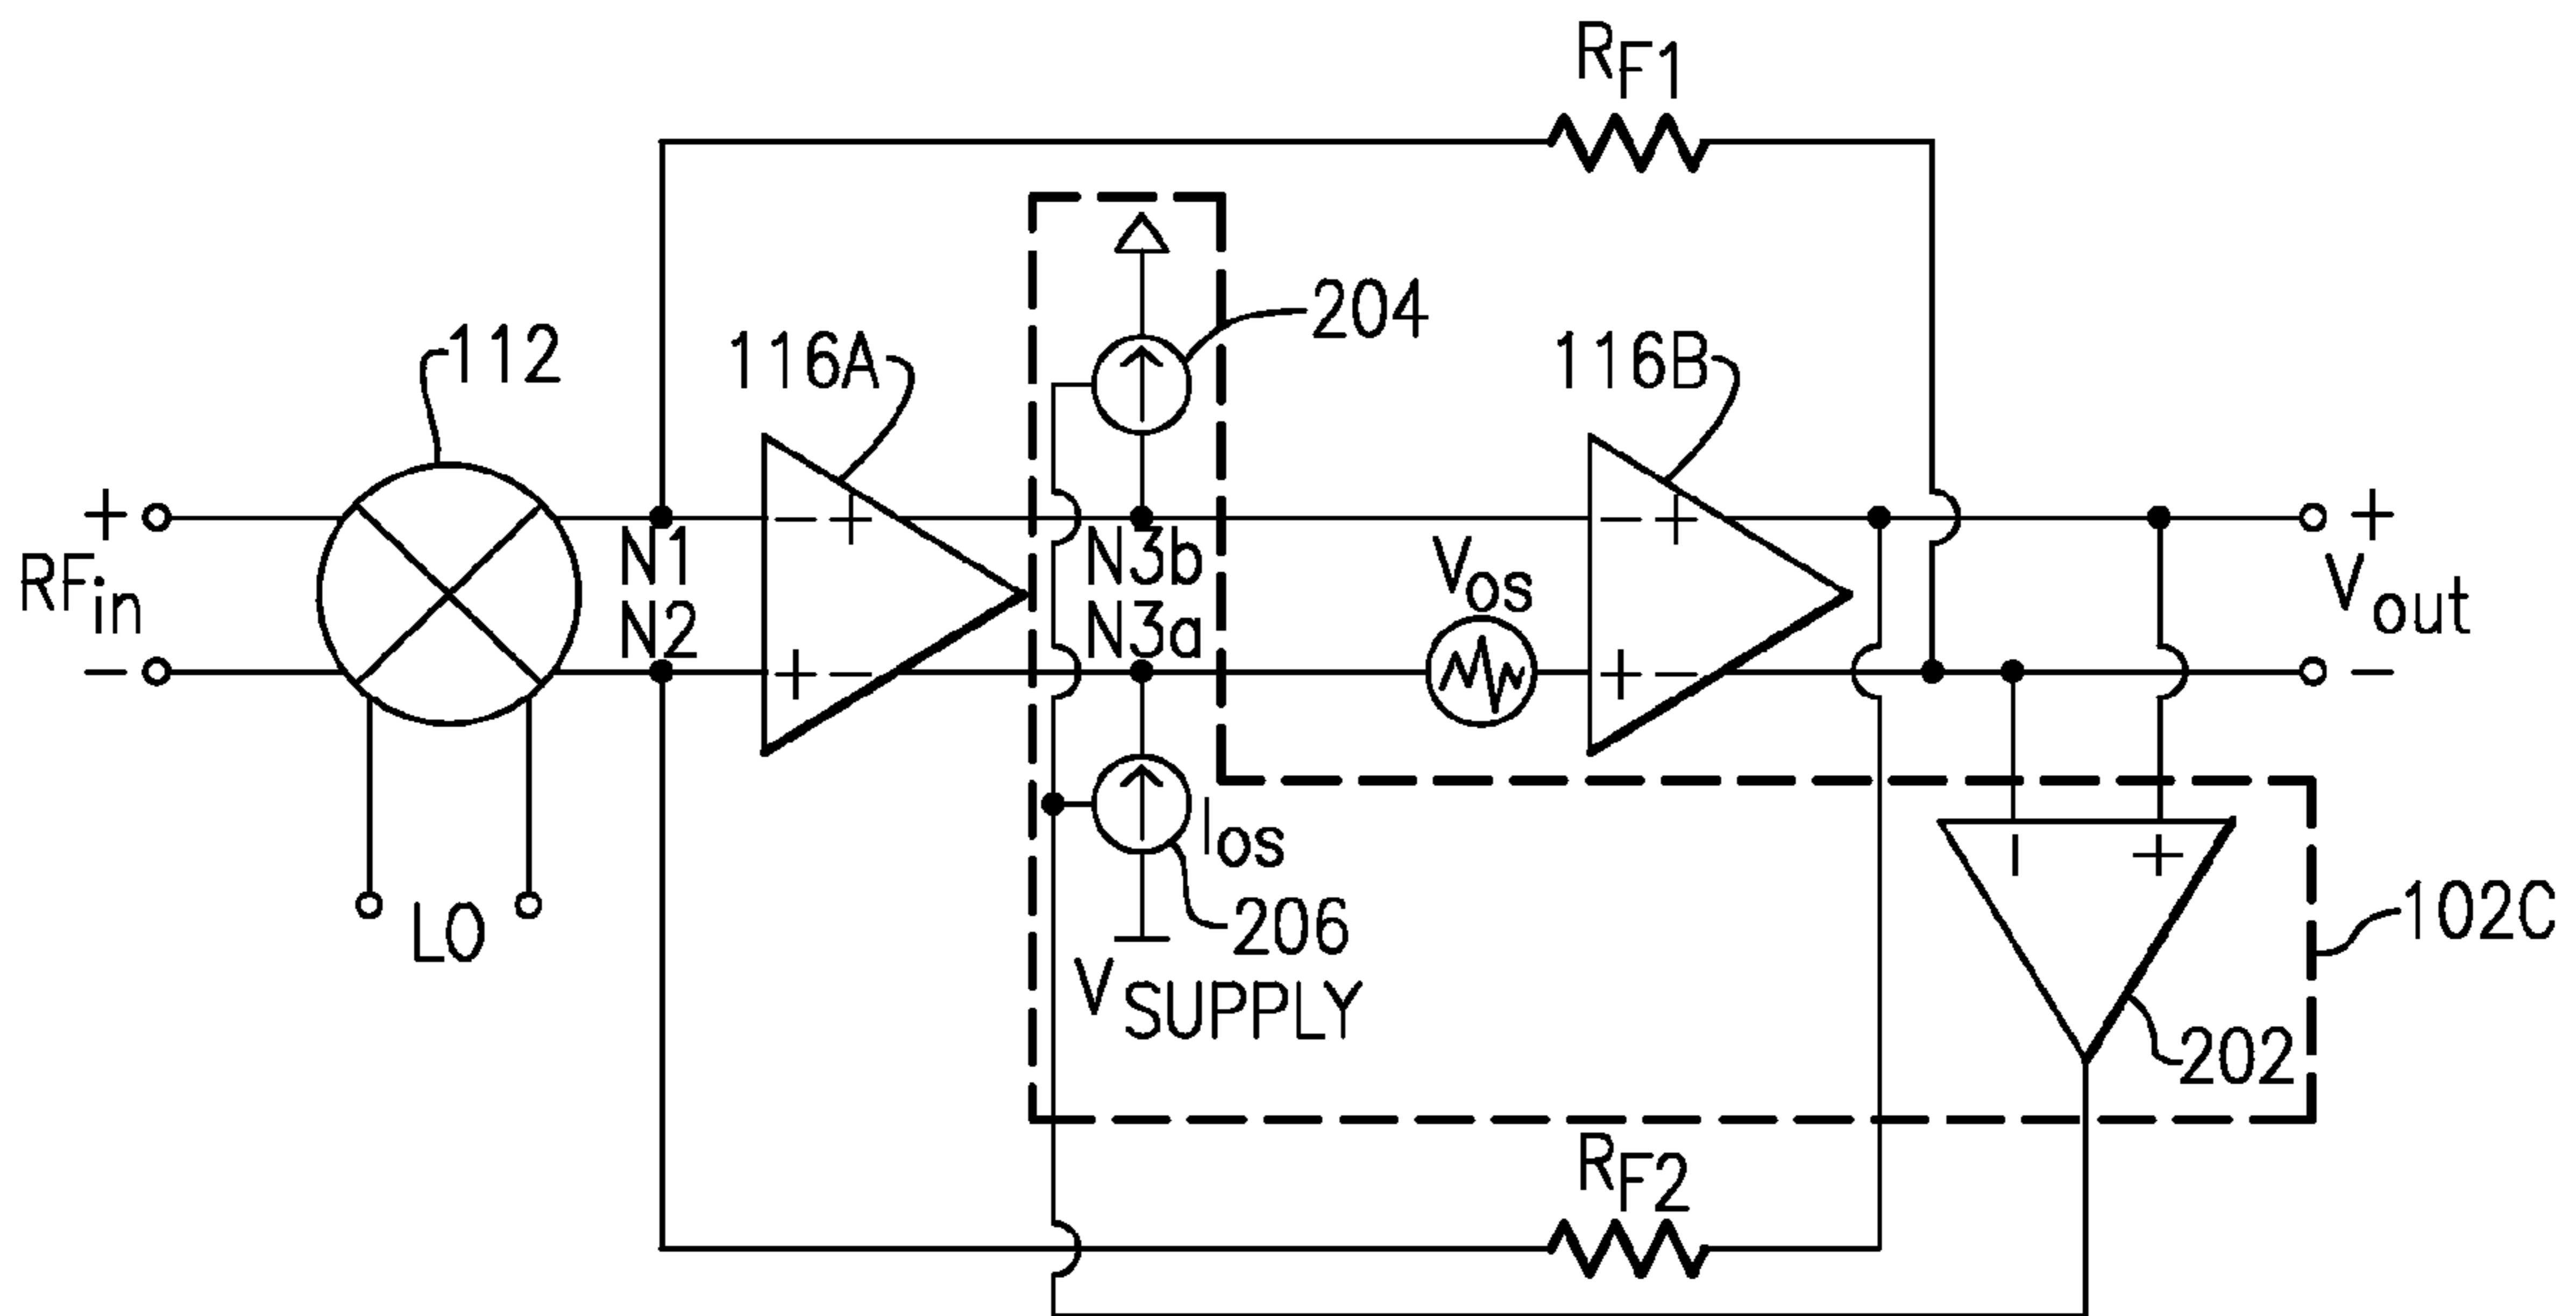 RF1
204
112
116A
116B
+
− +
− +
+
N1
N3b
Vos
RFin
Vout
N2
N3a
−
+ −
+ −
−
Ios
− +
206
LO
102C
VSUPPLY
202
RF2